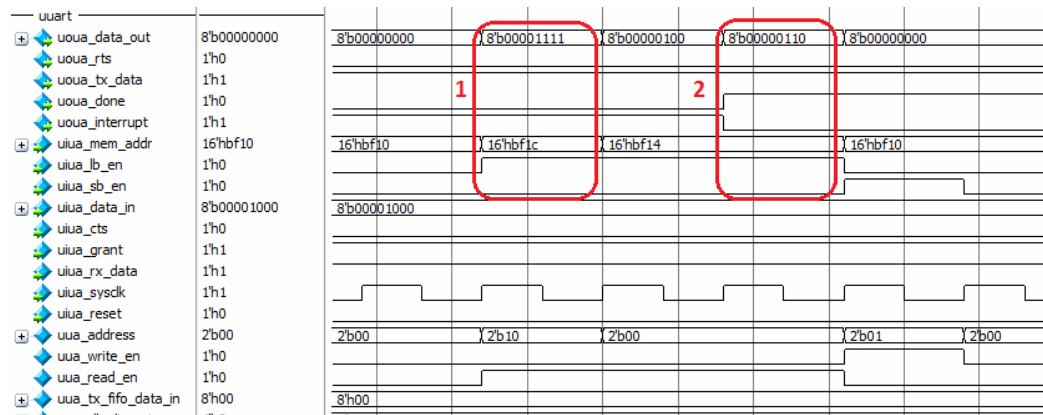 uuart
uoua_data_out 8'b00000000 8'b00000000 8'b00001111 8'b00000100 8'b00000110 8'b00000000
uoua_rts 1'h0
uoua_tx_data 1'h1
uoua_done 1'h0
uoua_interrupt 1'h1
1
2
uiua_mem_addr 16'hbf10 16'hbf10 16'hbf1c 16'hbf14 16'hbf10
uiua_lb_en 1'h0
uiua_sb_en 1'h0
uiua_data_in 8'b00001000 8'b00001000
uiua_cts 1'h0
uiua_grant 1'h1
uiua_rx_data 1'h1
uiua_sysclk 1'h1
uiua_reset 1'h0
uua_address 2'b00 2'b00 2'b10 2'b00 2'b01 2'b00
uua_write_en 1'h0
uua_read_en 1'h0
uua_tx_fifo_data_in 8'h00 8'h00